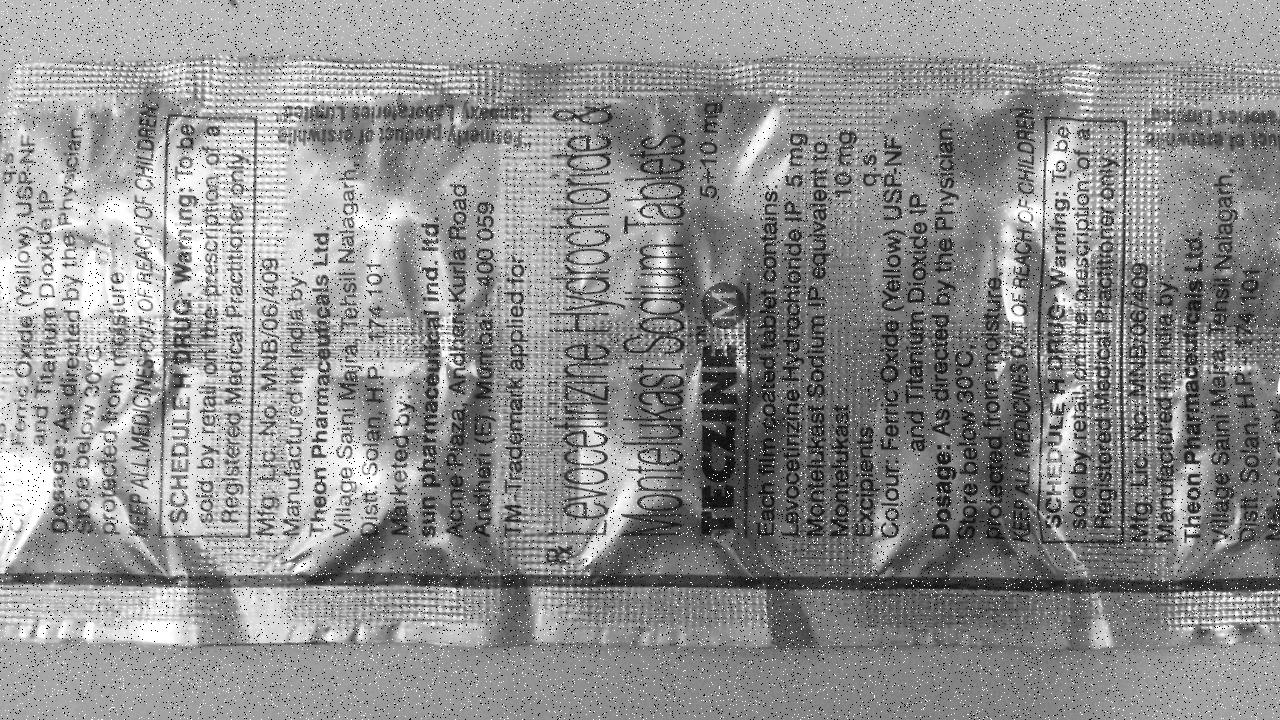 q.s.
Ferric Oxide (Yellow) USP-NF
and Titanium Dioxide IP
Dosage: As directed by the Physician.
Store below 30°C,
protected from moisture
KEEP ALL MEDICINES OUT OF REACH OF CHILDREN
SCHEDULE H DRUG Warning: To be
sold by retail on the prescription of a
Registered Medical Practitioner only.
Mfg. Lic. No. MNB/06/409
Manufactured in India by
Theon Pharmaceuticals Ltd.
Village Saini Majra, Tehsil Nalagarh,
Distt. Solan, H.P. - 174 101
Marketed by
sun pharmaceutical ind. ltd.
Acme Plaza, Andheri-Kurla Road
Andheri (E), Mumbai 400 059
TM-Trademark applied for
Formerly product of erstwhile
Ranbaxy Laboratories Limited
Rx
Levocetirizine Hydrochloride &
Montelukast Sodium Tablets
5+10 mg
TECZINE™ M
Each film coated tablet contains:
Levocetirizine Hydrochloride IP 5 mg
Montelukast Sodium IP equivalent to
Montelukast 10 mg
Excipients q.s.
Colour: Ferric Oxide (Yellow) USP-NF
and Titanium Dioxide IP
Dosage: As directed by the Physician.
Store below 30°C,
protected from moisture
KEEP ALL MEDICINES OUT OF REACH OF CHILDREN
SCHEDULE H DRUG Warning: To be
sold by retail on the prescription of a
Registered Medical Practitioner only.
Mfg. Lic. No. MNB/06/409
Manufactured in India by
Theon Pharmaceuticals Ltd.
Village Saini Majra, Tehsil Nalagarh,
Distt. Solan, H.P. - 174 101